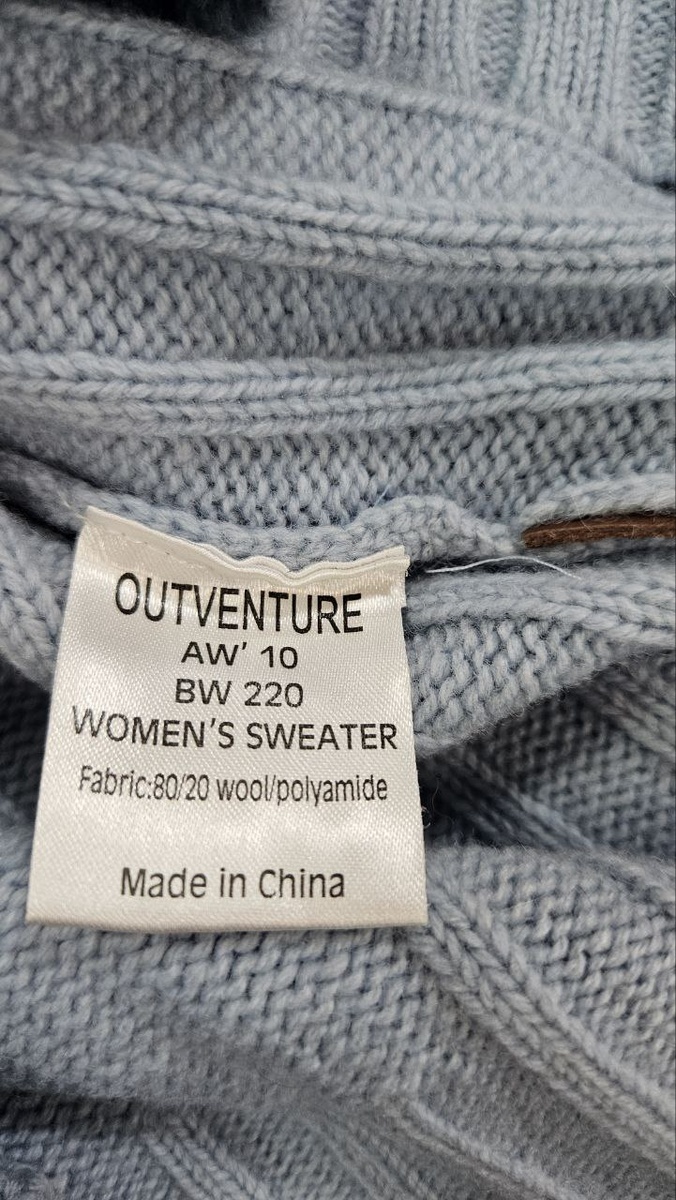 OUTVENTURE
AW' 10
BW 220
WOMEN'S SWEATER
Fabric:80/20 wool/polyamide
Made in China